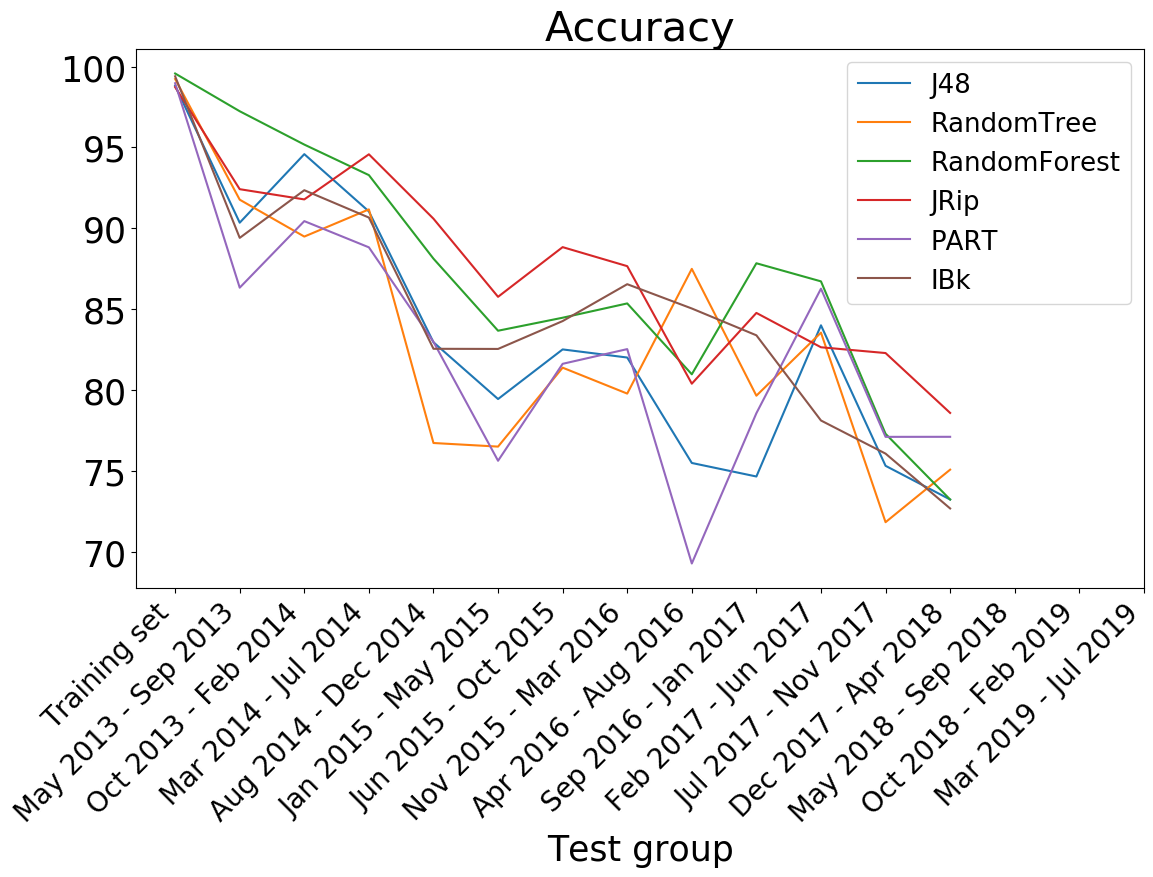 Accuracy
100
95
90
85
80
75
70
J48
RandomTree
RandomForest
JRip
PART
IBk
Training set
May 2013 - Sep 2013
Oct 2013 - Feb 2014
Mar 2014 - Jul 2014
Aug 2014 - Dec 2014
Jan 2015 - May 2015
Jun 2015 - Oct 2015
Nov 2015 - Mar 2016
Apr 2016 - Aug 2016
Sep 2016 - Jan 2017
Feb 2017 - Jun 2017
Jul 2017 - Nov 2017
Dec 2017 - Apr 2018
May 2018 - Sep 2018
Oct 2018 - Feb 2019
Mar 2019 - Jul 2019
Test group